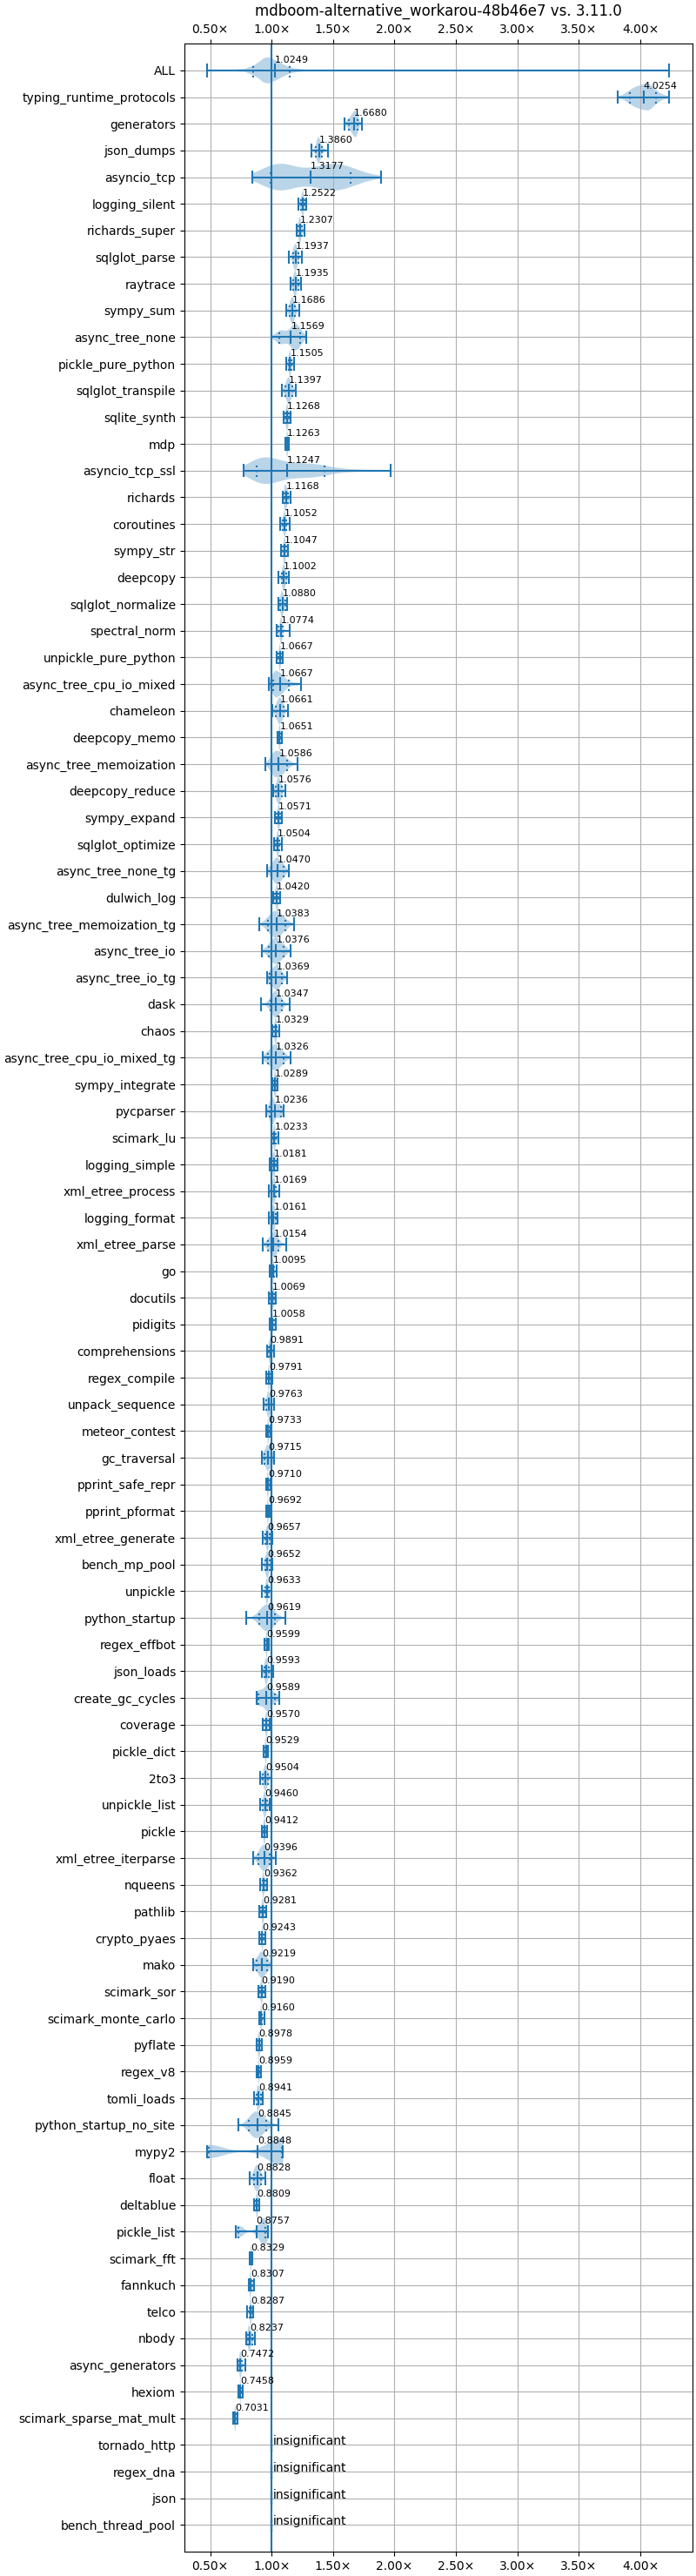 mdboom-alternative_workarou-48b46e7 vs. 3.11.0
0.50× 1.00× 1.50× 2.00× 2.50× 3.00× 3.50× 4.00×
ALL 1.0249
typing_runtime_protocols 4.0254
generators 1.6680
json_dumps 1.3860
asyncio_tcp 1.3177
logging_silent 1.2522
richards_super 1.2307
sqlglot_parse 1.1937
raytrace 1.1935
sympy_sum 1.1686
async_tree_none 1.1569
pickle_pure_python 1.1505
sqlglot_transpile 1.1397
sqlite_synth 1.1268
mdp 1.1263
asyncio_tcp_ssl 1.1247
richards 1.1168
coroutines 1.1052
sympy_str 1.1047
deepcopy 1.1002
sqlglot_normalize 1.0880
spectral_norm 1.0774
unpickle_pure_python 1.0667
async_tree_cpu_io_mixed 1.0667
chameleon 1.0661
deepcopy_memo 1.0651
async_tree_memoization 1.0586
deepcopy_reduce 1.0576
sympy_expand 1.0571
sqlglot_optimize 1.0504
async_tree_none_tg 1.0470
dulwich_log 1.0420
async_tree_memoization_tg 1.0383
async_tree_io 1.0376
async_tree_io_tg 1.0369
dask 1.0347
chaos 1.0329
async_tree_cpu_io_mixed_tg 1.0326
sympy_integrate 1.0289
pycparser 1.0236
scimark_lu 1.0233
logging_simple 1.0181
xml_etree_process 1.0169
logging_format 1.0161
xml_etree_parse 1.0154
go 1.0095
docutils 1.0069
pidigits 1.0058
comprehensions 0.9891
regex_compile 0.9791
unpack_sequence 0.9763
meteor_contest 0.9733
gc_traversal 0.9715
pprint_safe_repr 0.9710
pprint_pformat 0.9692
xml_etree_generate 0.9657
bench_mp_pool 0.9652
unpickle 0.9633
python_startup 0.9619
regex_effbot 0.9599
json_loads 0.9593
create_gc_cycles 0.9589
coverage 0.9570
pickle_dict 0.9529
2to3 0.9504
unpickle_list 0.9460
pickle 0.9412
xml_etree_iterparse 0.9396
nqueens 0.9362
pathlib 0.9281
crypto_pyaes 0.9243
mako 0.9219
scimark_sor 0.9190
scimark_monte_carlo 0.9160
pyflate 0.8978
regex_v8 0.8959
tomli_loads 0.8941
python_startup_no_site 0.8845
mypy2 0.8848
float 0.8828
deltablue 0.8809
pickle_list 0.8757
scimark_fft 0.8329
fannkuch 0.8307
telco 0.8287
nbody 0.8237
async_generators 0.7472
hexiom 0.7458
scimark_sparse_mat_mult 0.7031
tornado_http insignificant
regex_dna insignificant
json insignificant
bench_thread_pool insignificant
0.50× 1.00× 1.50× 2.00× 2.50× 3.00× 3.50× 4.00×